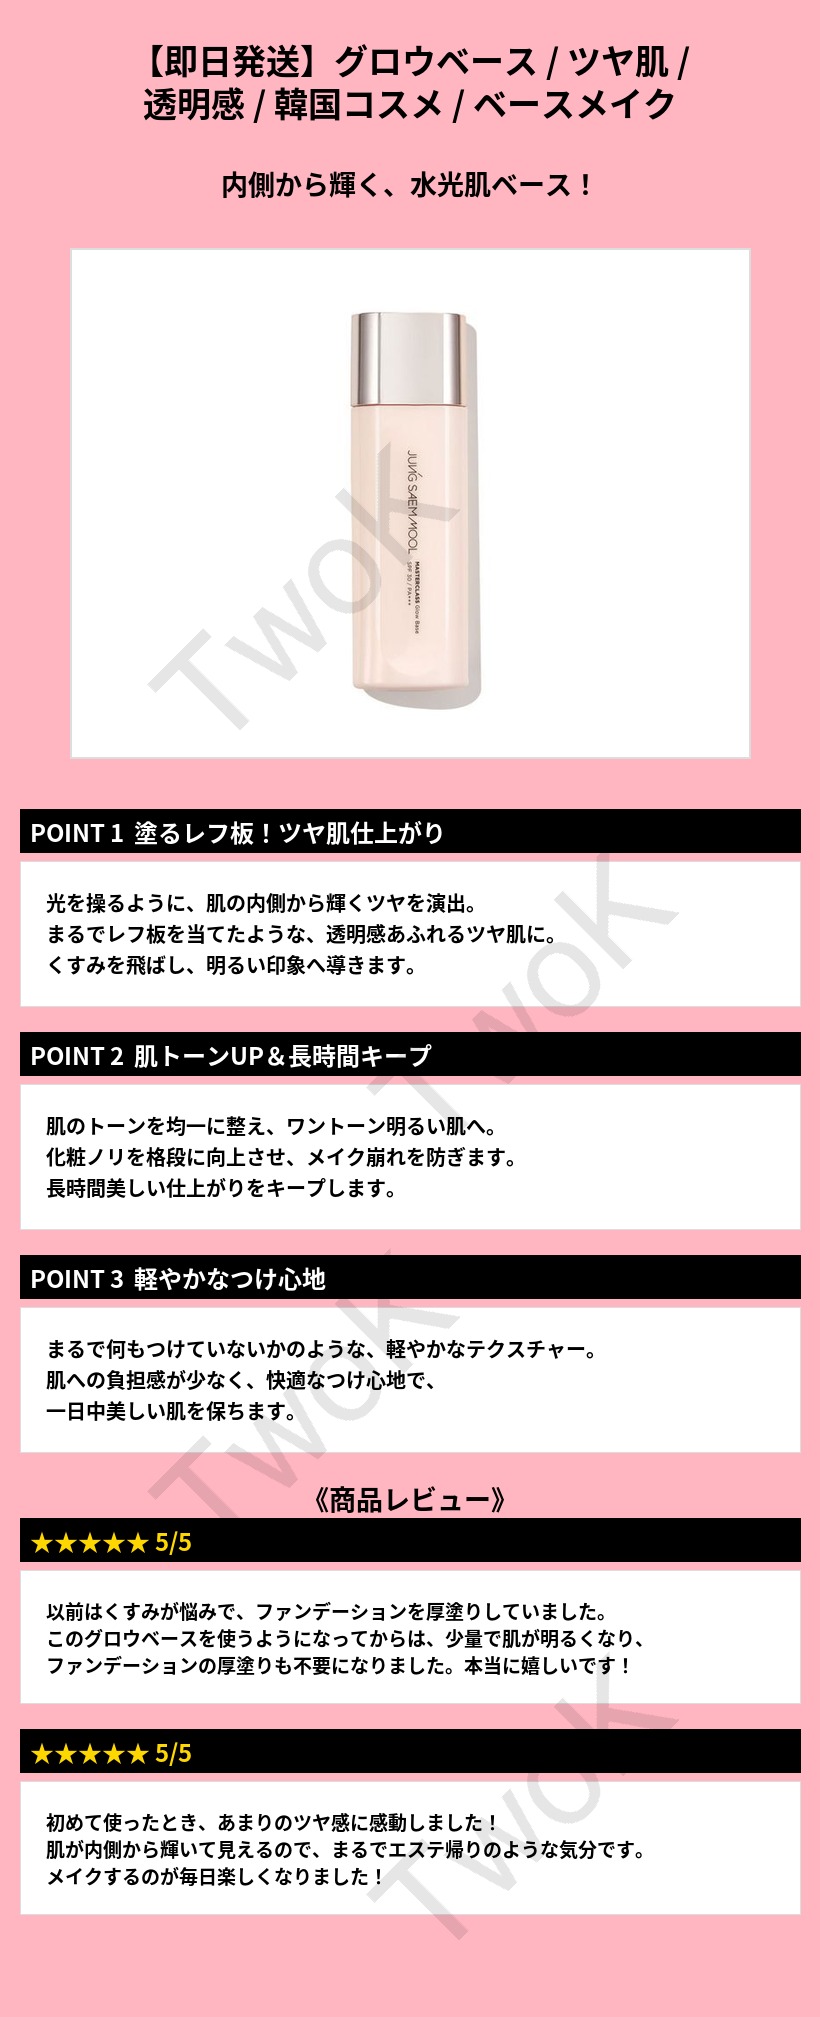 【即日発送】グロウベース / ツヤ肌 /
透明感 / 韓国コスメ / ベースメイク
内側から輝く、水光肌ベース！
JUNG SAEM MOOL
MASTERCLASS Glow Base
SPF 30 / PA+++
TwoK
POINT 1 塗るレフ板！ツヤ肌仕上がり
光を操るように、肌の内側から輝くツヤを演出。
まるでレフ板を当てたような、透明感あふれるツヤ肌に。
くすみを飛ばし、明るい印象へ導きます。
TwoK
POINT 2 肌トーンUP＆長時間キープ
肌のトーンを均一に整え、ワントーン明るい肌へ。
化粧ノリを格段に向上させ、メイク崩れを防ぎます。
長時間美しい仕上がりをキープします。
POINT 3 軽やかなつけ心地
まるで何もつけていないかのような、軽やかなテクスチャー。
肌への負担感が少なく、快適なつけ心地で、
一日中美しい肌を保ちます。
TwoK
《商品レビュー》
★★★★★ 5/5
以前はくすみが悩みで、ファンデーションを厚塗りしていました。
このグロウベースを使うようになってからは、少量で肌が明るくなり、
ファンデーションの厚塗りも不要になりました。本当に嬉しいです！
★★★★★ 5/5
初めて使ったとき、あまりのツヤ感に感動しました！
肌が内側から輝いて見えるので、まるでエステ帰りのような気分です。
メイクするのが毎日楽しくなりました！
TwoK